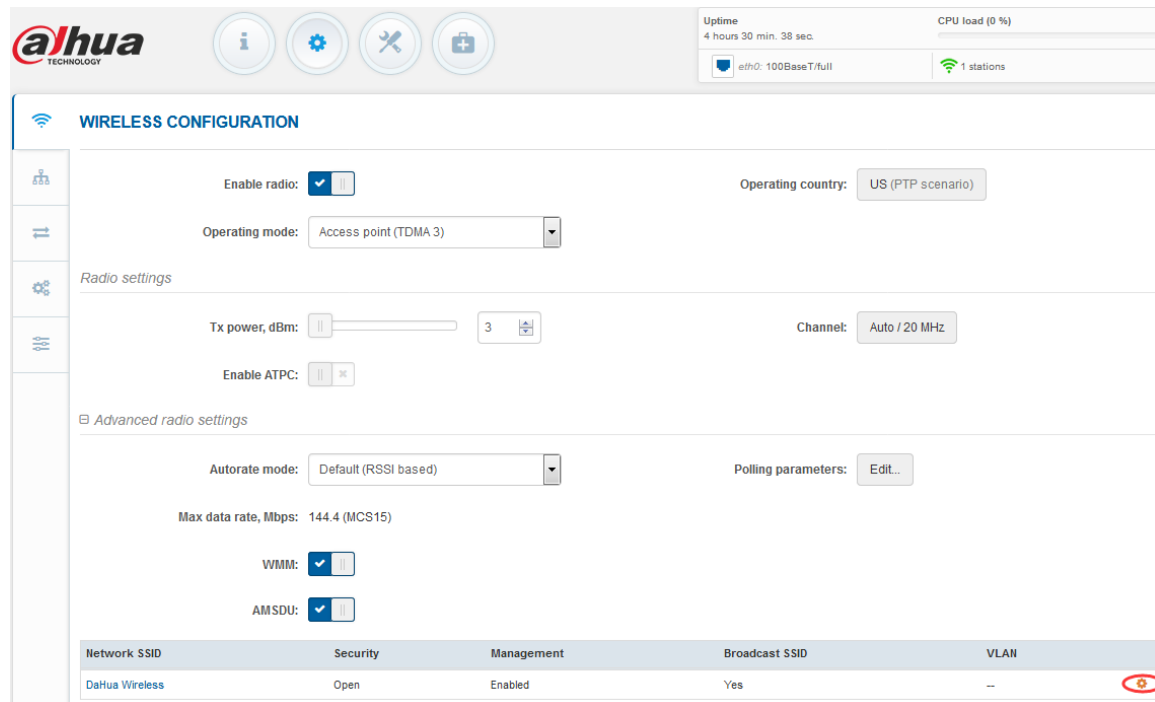 alhua
TECHNOLOGY
Uptime
4 hours 30 min. 38 sec.
CPU load (0 %)
eth0: 100BaseT/full
1 stations
WIRELESS CONFIGURATION
Enable radio:
Operating country: US (PTP scenario)
Operating mode: Access point (TDMA 3)
Radio settings
Tx power, dBm: 3
Channel: Auto / 20 MHz
Enable ATPC:
Advanced radio settings
Autorate mode: Default (RSSI based)
Polling parameters: Edit...
Max data rate, Mbps: 144.4 (MCS15)
WMM:
AMSDU:
Network SSID Security Management Broadcast SSID VLAN
DaHua Wireless Open Enabled Yes --